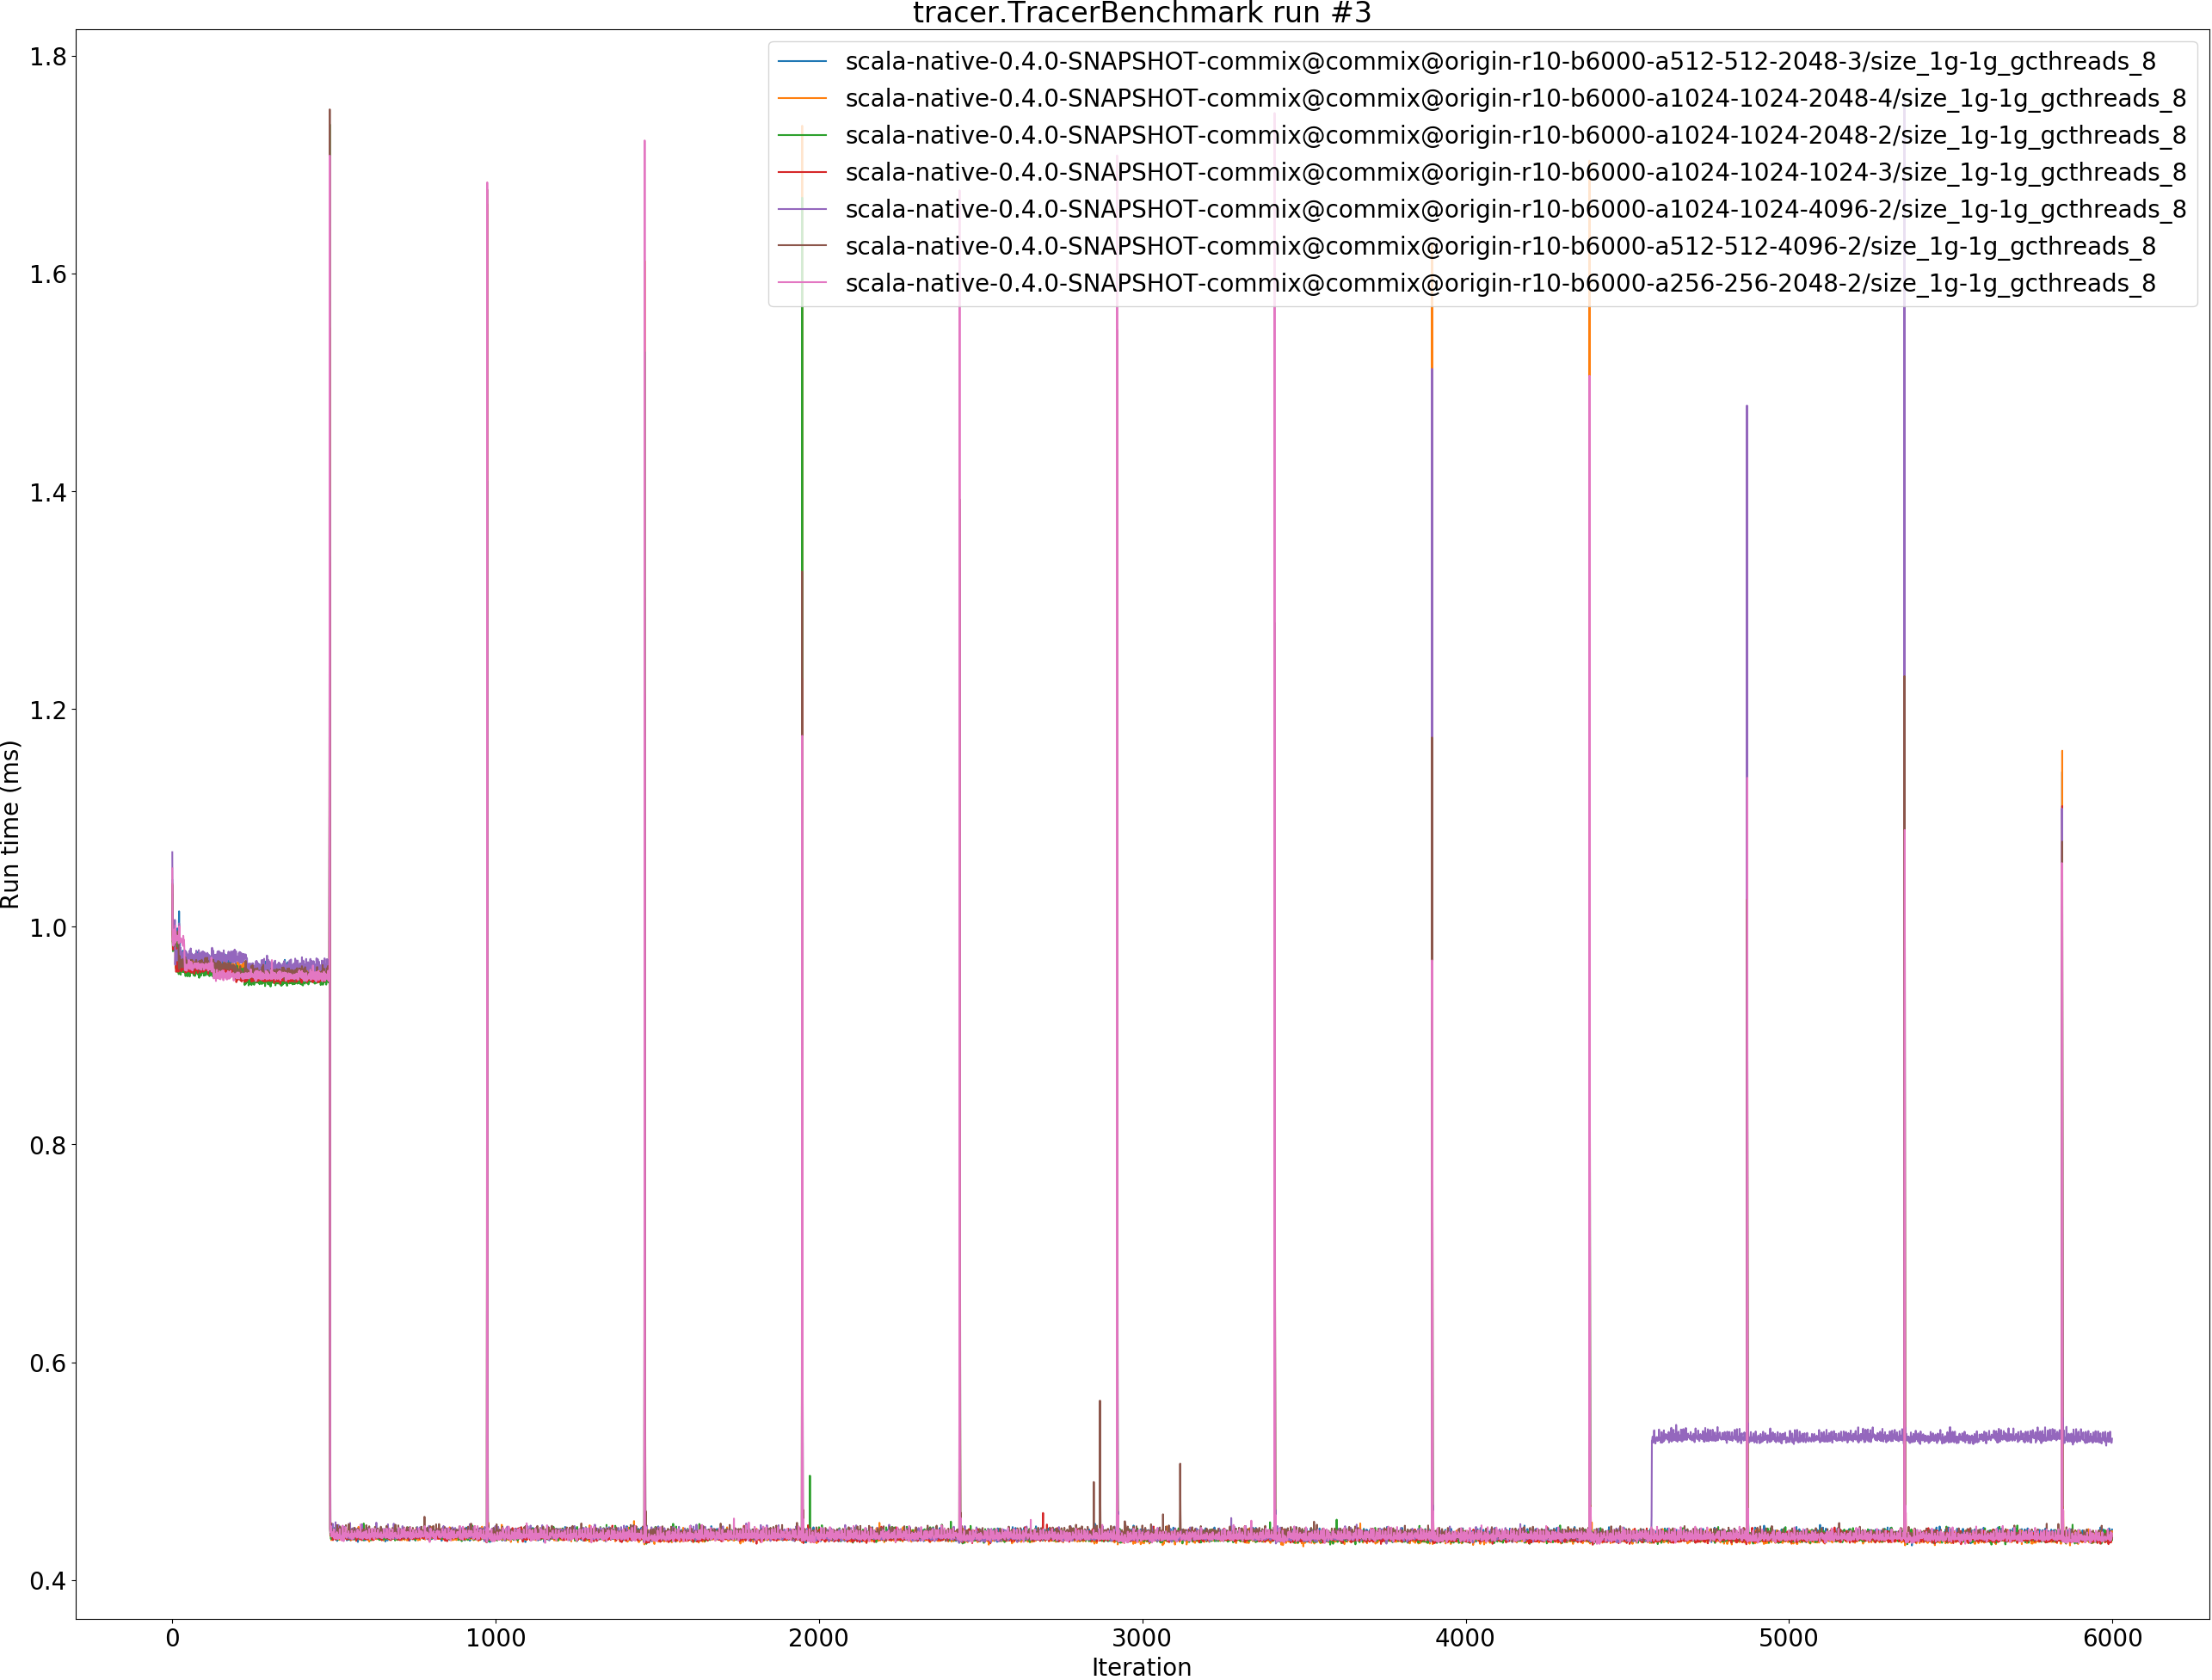 tracer.TracerBenchmark run #3
scala-native-0.4.0-SNAPSHOT-commix@commix@origin-r10-b6000-a512-512-2048-3/size_1g-1g_gcthreads_8
scala-native-0.4.0-SNAPSHOT-commix@commix@origin-r10-b6000-a1024-1024-2048-4/size_1g-1g_gcthreads_8
scala-native-0.4.0-SNAPSHOT-commix@commix@origin-r10-b6000-a1024-1024-2048-2/size_1g-1g_gcthreads_8
scala-native-0.4.0-SNAPSHOT-commix@commix@origin-r10-b6000-a1024-1024-1024-3/size_1g-1g_gcthreads_8
scala-native-0.4.0-SNAPSHOT-commix@commix@origin-r10-b6000-a1024-1024-4096-2/size_1g-1g_gcthreads_8
scala-native-0.4.0-SNAPSHOT-commix@commix@origin-r10-b6000-a512-512-4096-2/size_1g-1g_gcthreads_8
scala-native-0.4.0-SNAPSHOT-commix@commix@origin-r10-b6000-a256-256-2048-2/size_1g-1g_gcthreads_8
Run time (ms)
1.8
1.6
1.4
1.2
1.0
0.8
0.6
0.4
0 1000 2000 3000 4000 5000 6000
Iteration